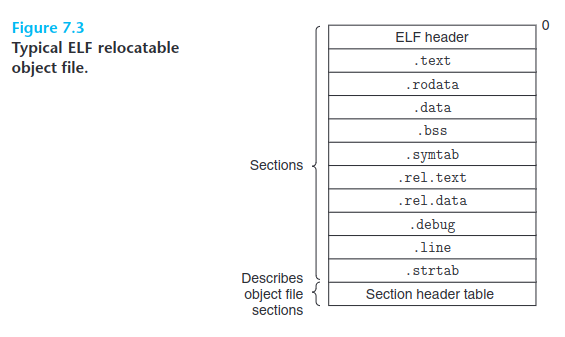 Figure 7.3
Typical ELF relocatable
object file.
0
ELF header
.text
.rodata
.data
.bss
.symtab
Sections
.rel.text
.rel.data
.debug
.line
.strtab
Describes
object file
sections
Section header table